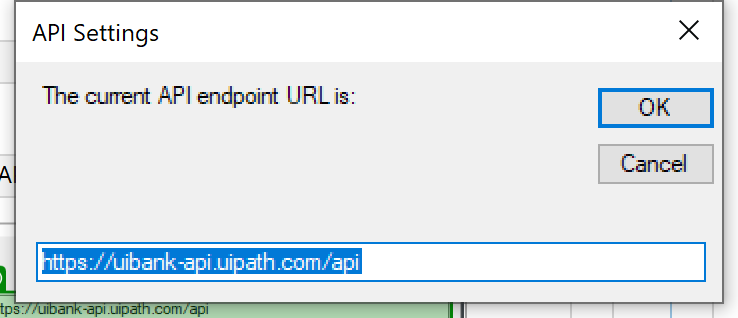 API Settings
The current API endpoint URL is:
OK
Cancel
https://uibank-api.uipath.com/api
tps://uibank-api.uipath.com/api